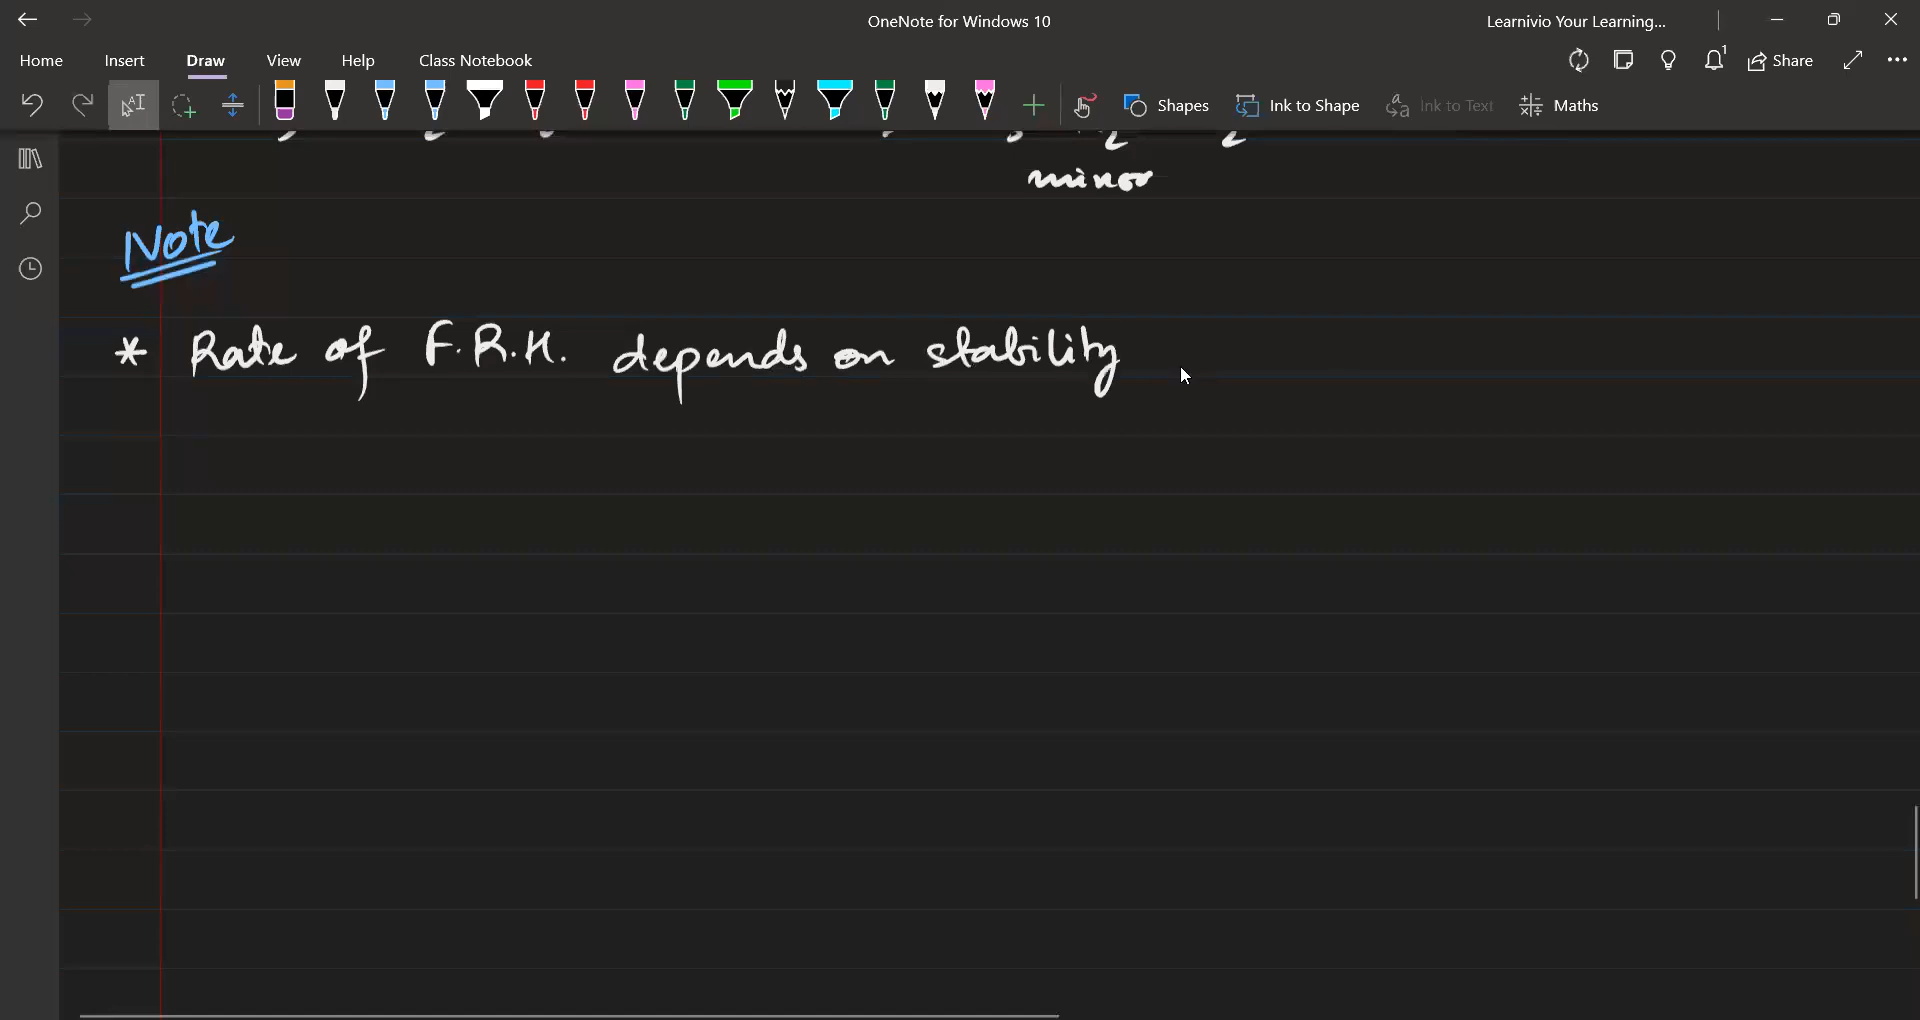 OneNote for Windows 10
Learnivio Your Learning...
Home Insert Draw View Help Class Notebook
1
Share
Shapes Ink to Shape Ink to Text Maths
minor
Note
* Rate of F.R.H. depends on stability